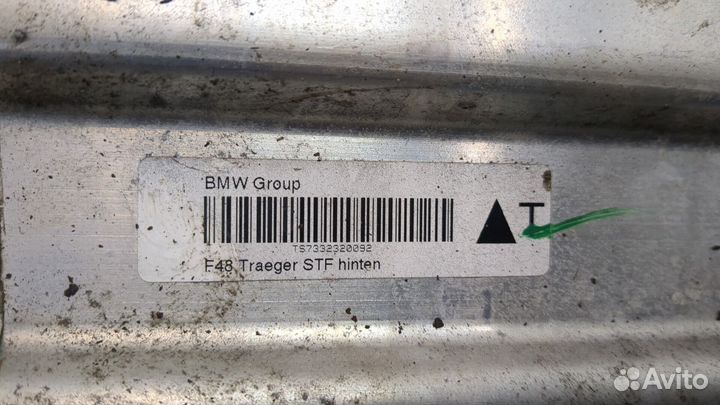 BMW Group
T
TS7332320092
F48 Traeger STF hinten
Avito